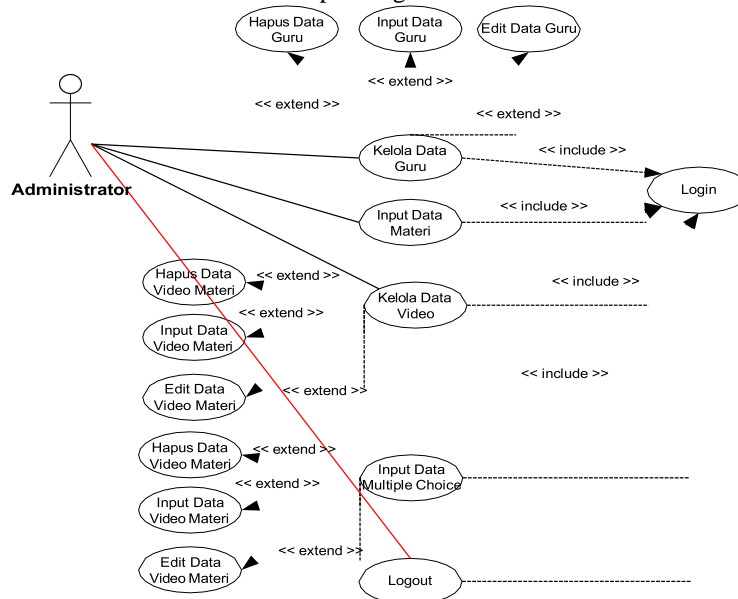 Hapus Data
Guru
Input Data
Guru
Edit Data Guru
<< extend >>
<< extend >>
<< extend >>
Kelola Data
Guru
<< include >>
Login
Administrator
Input Data
Materi
<< include >>
Hapus Data
Video Materi
<< extend >>
Kelola Data
Video
<< include >>
<< extend >>
Input Data
Video Materi
<< include >>
Edit Data
Video Materi
<< extend >>
Hapus Data
Video Materi
<< extend >>
Input Data
Multiple Choice
<< extend >>
Input Data
Video Materi
<< extend >>
Edit Data
Video Materi
Logout